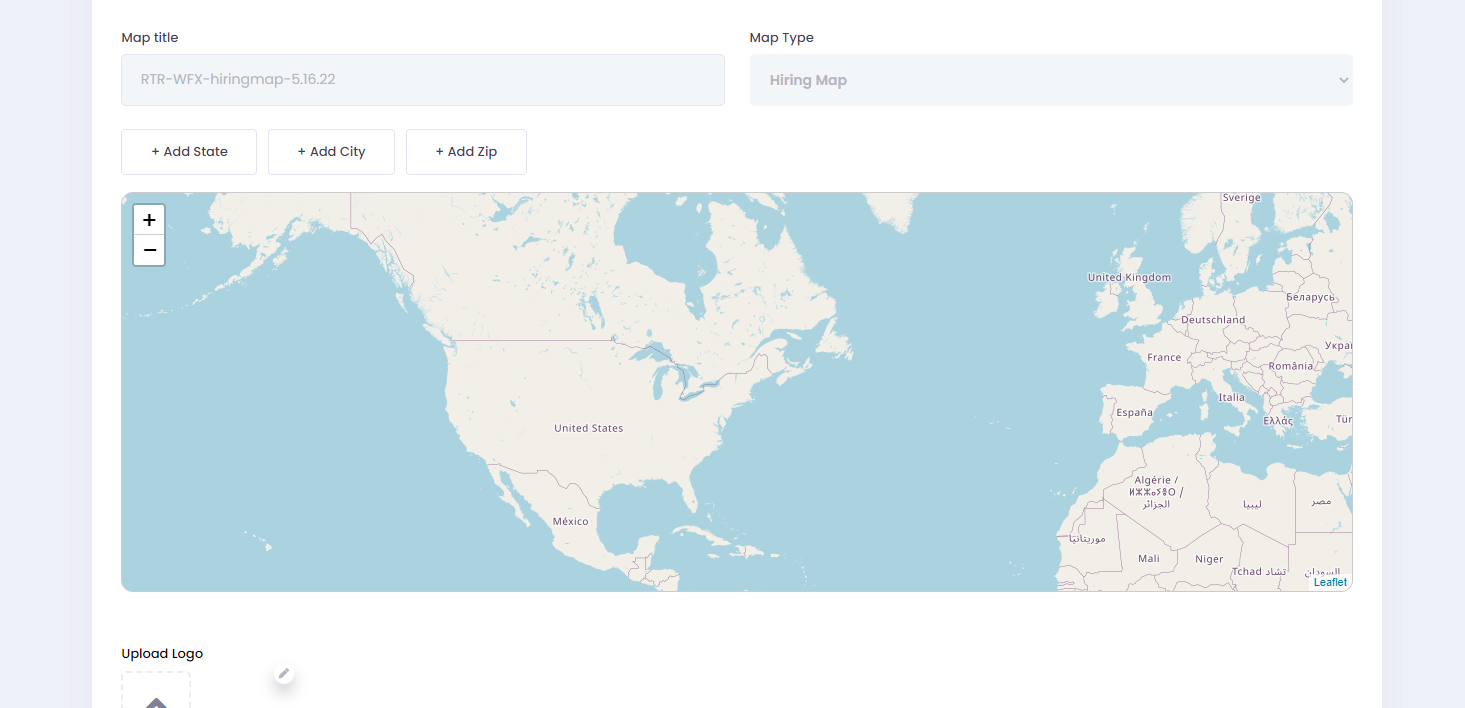 Map title
Map Type
RTR-WFX-hiringmap-5.16.22
Hiring Map
+ Add State
+ Add City
+ Add Zip
+
−
Sverige
United Kingdom
Беларусь
Deutschland
Украї
France
România
Italia
España
Ελλάς
Tür
United States
Algérie /
ⵍⵣⵣⴰⵢⴻⵔ /
الجزائر
ليبيا
مصر
México
موريتانيا
Mali
Niger
Tchad تشاد
السودان
Leaflet
Upload Logo